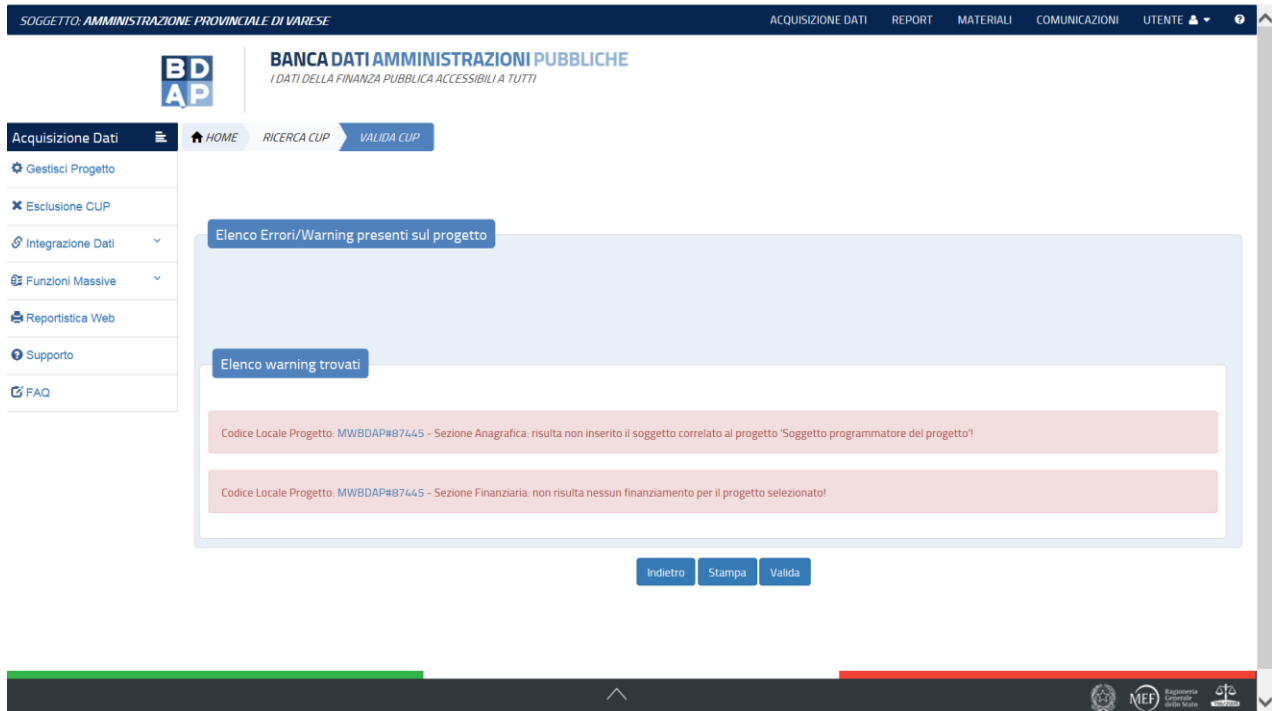 SOGGETTO: AMMINISTRAZIONE PROVINCIALE DI VARESE
ACQUISIZIONE DATI REPORT MATERIALI COMUNICAZIONI UTENTE
BD
AP
BANCA DATI AMMINISTRAZIONI PUBBLICHE
I DATI DELLA FINANZA PUBBLICA ACCESSIBILI A TUTTI
Acquisizione Dati
HOME RICERCA CUP VALIDA CUP
Gestisci Progetto
Esclusione CUP
Integrazione Dati
Funzioni Massive
Reportistica Web
Supporto
FAQ
Elenco Errori/Warning presenti sul progetto
Elenco warning trovati
Codice Locale Progetto: MWBDAP#87445 - Sezione Anagrafica: risulta non inserito il soggetto correlato al progetto 'Soggetto programmatore del progetto'!
Codice Locale Progetto: MWBDAP#87445 - Sezione Finanziaria: non risulta nessun finanziamento per il progetto selezionato!
Indietro Stampa Valida
MEF
Ragioneria
Generale
dello Stato